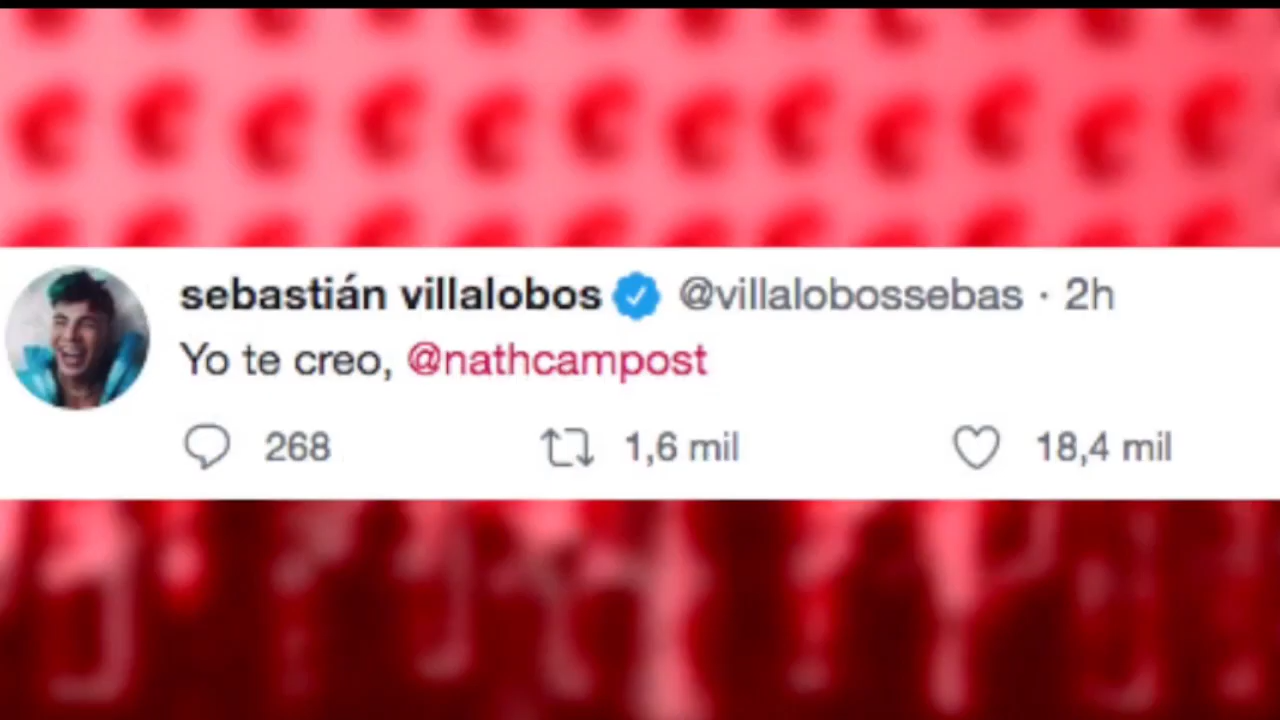 sebastián villalobos @villalobossebas · 2h
Yo te creo, @nathcampost
268 1,6 mil 18,4 mil